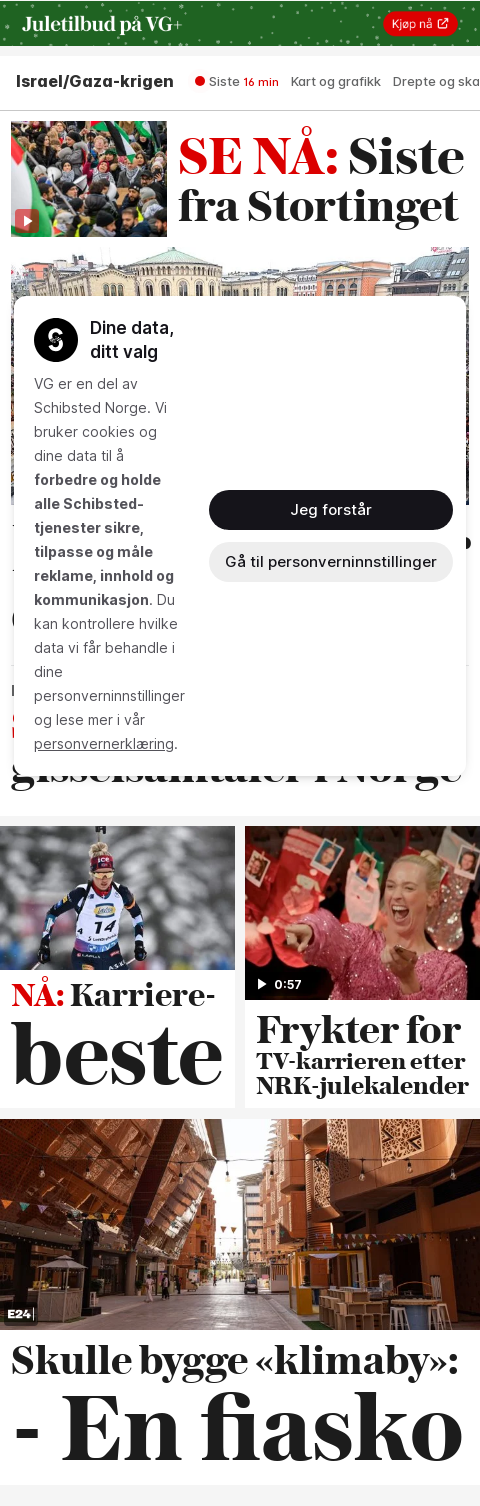 Juletilbud på VG+
Kjøp nå
Israel/Gaza-krigen
Siste 16 min
Kart og grafikk
Drepte og ska
SE NÅ: Siste
fra Stortinget
Dine data,
ditt valg
VG er en del av
Schibsted Norge. Vi
bruker cookies og
dine data til å
forbedre og holde
alle Schibsted-
tjenester sikre,
tilpasse og måle
reklame, innhold og
kommunikasjon. Du
kan kontrollere hvilke
data vi får behandle i
dine
personverninnstillinger
og lese mer i vår
personvernerklæring.
Jeg forstår
Gå til personverninnstillinger
gisselsamtaler i Norge
14
NÅ: Karriere-
beste
0:57
Frykter for
TV-karrieren etter
NRK-julekalender
E24
Skulle bygge «klimaby»:
- En fiasko